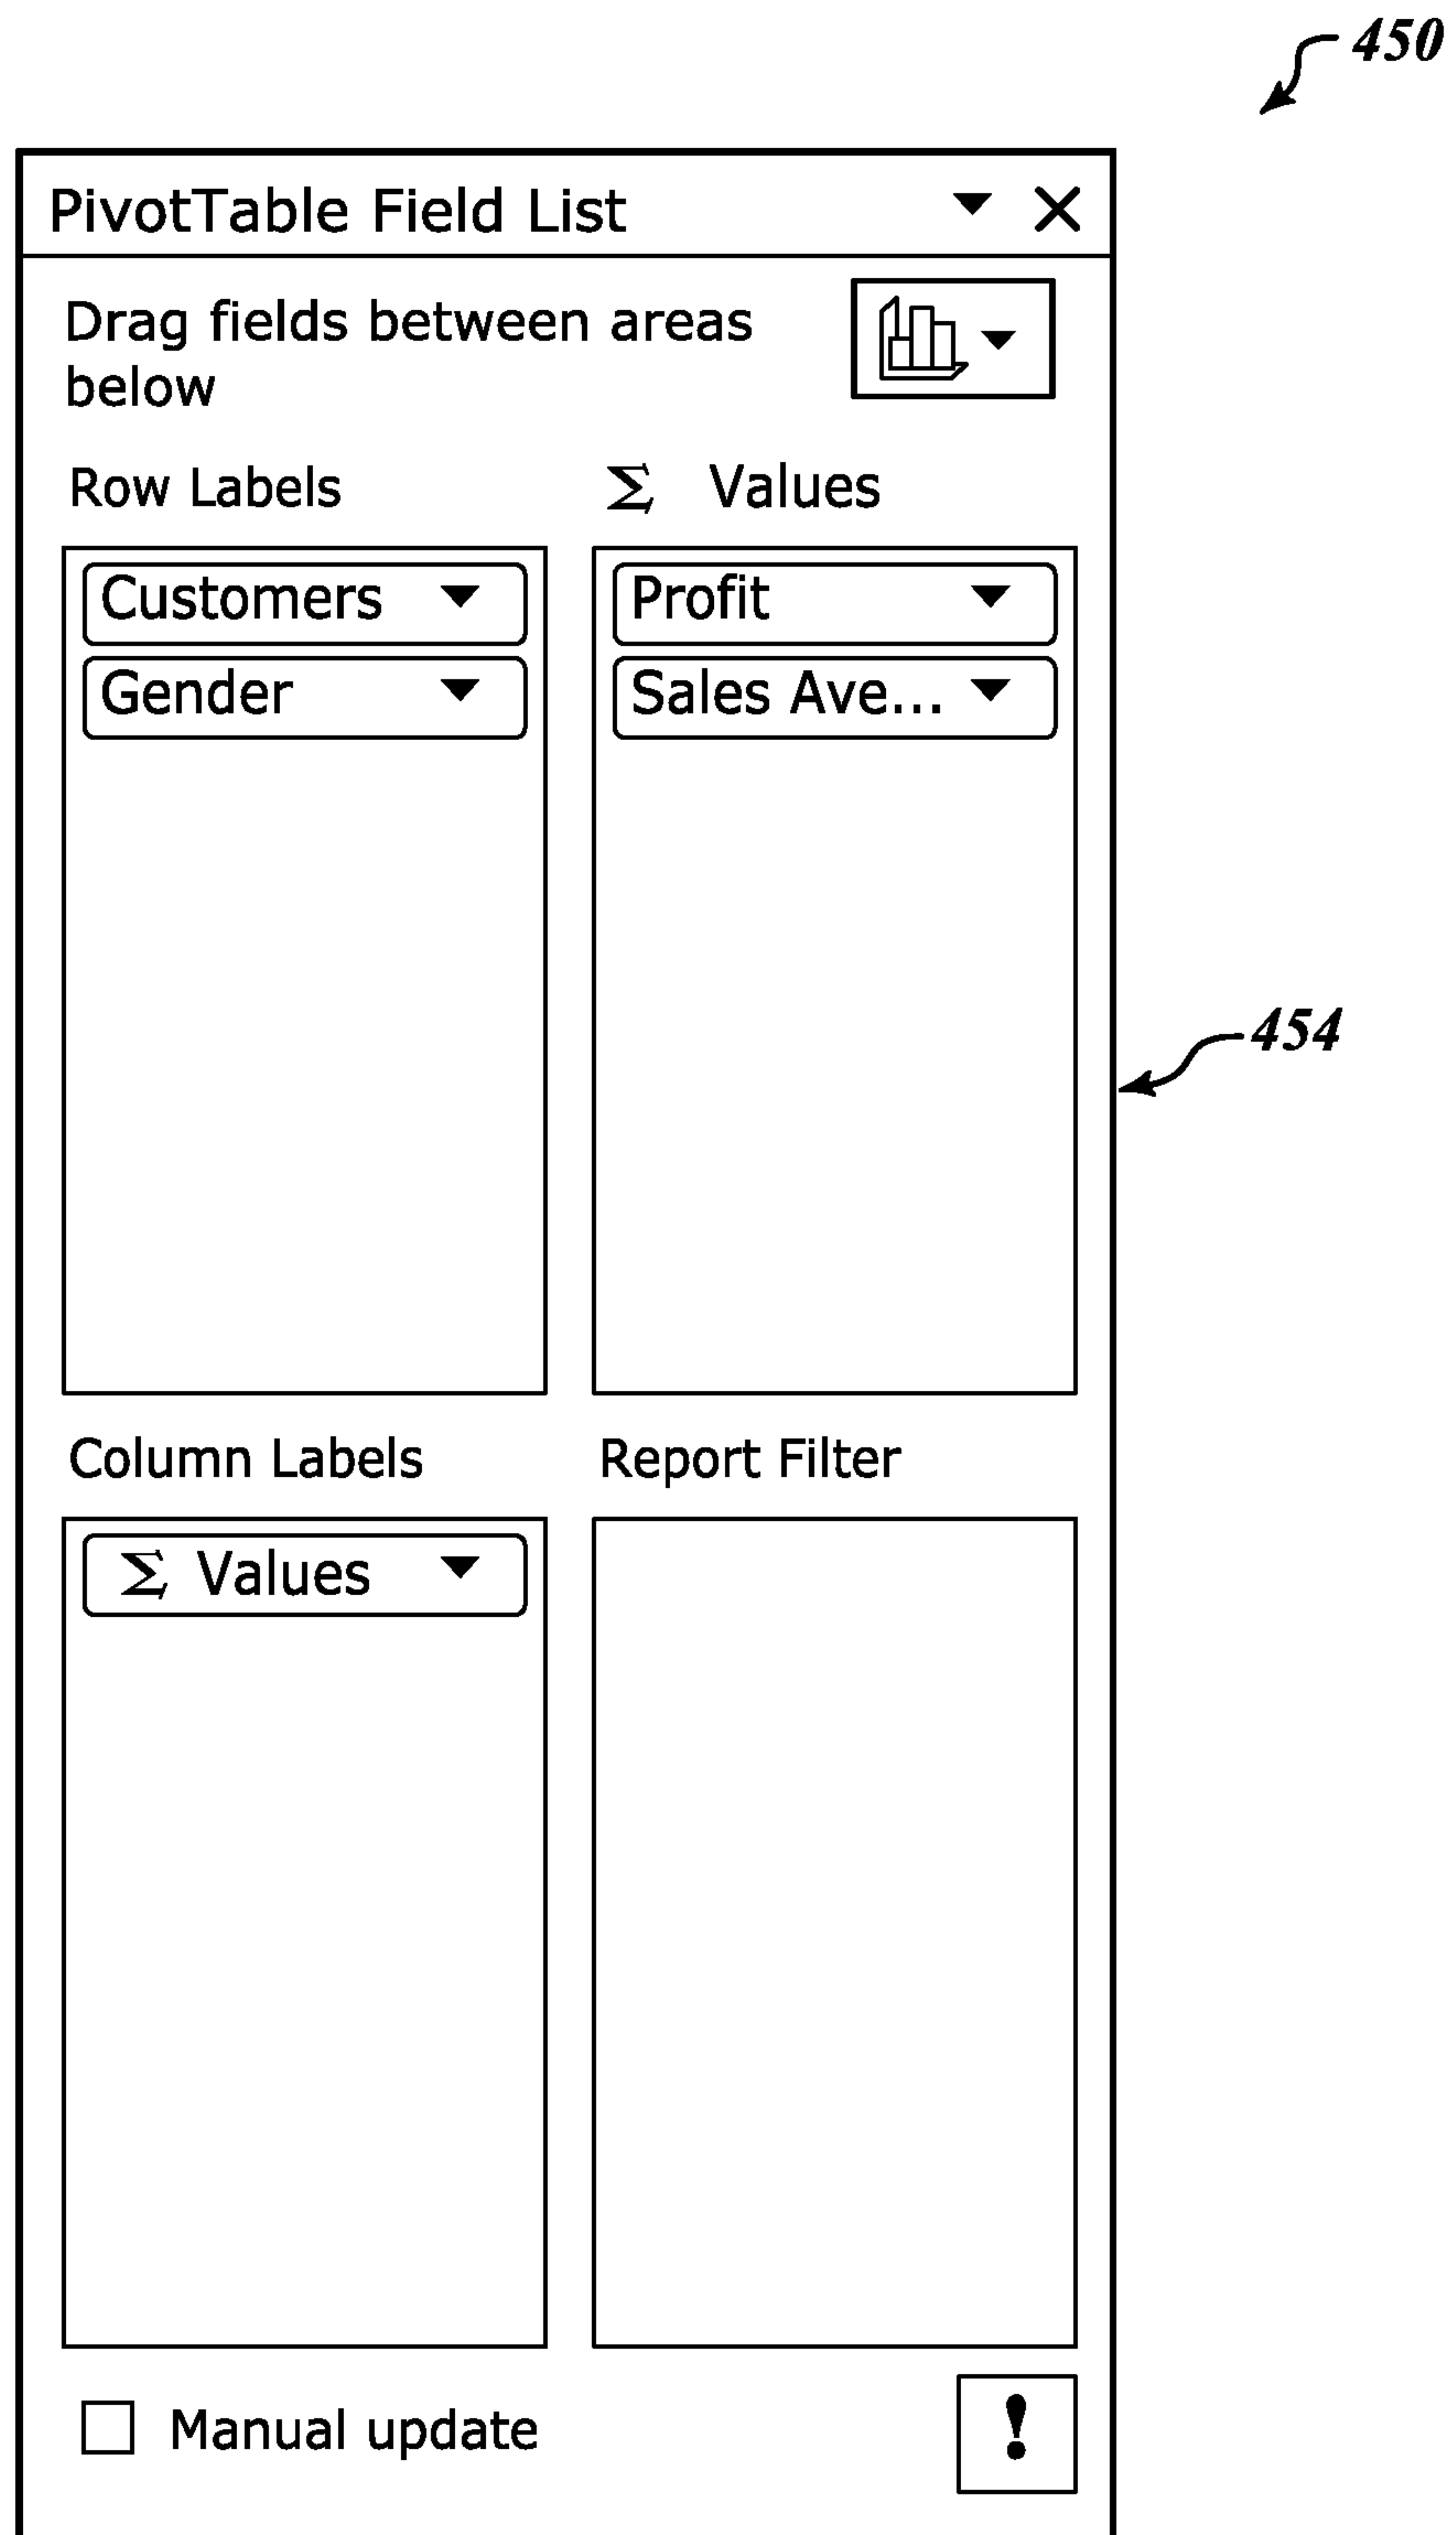 450
PivotTable Field List
Drag fields between areas
below
Row Labels
Σ Values
Customers
Gender
Profit
Sales Ave...
454
Column Labels
Report Filter
Σ Values
Manual update
!